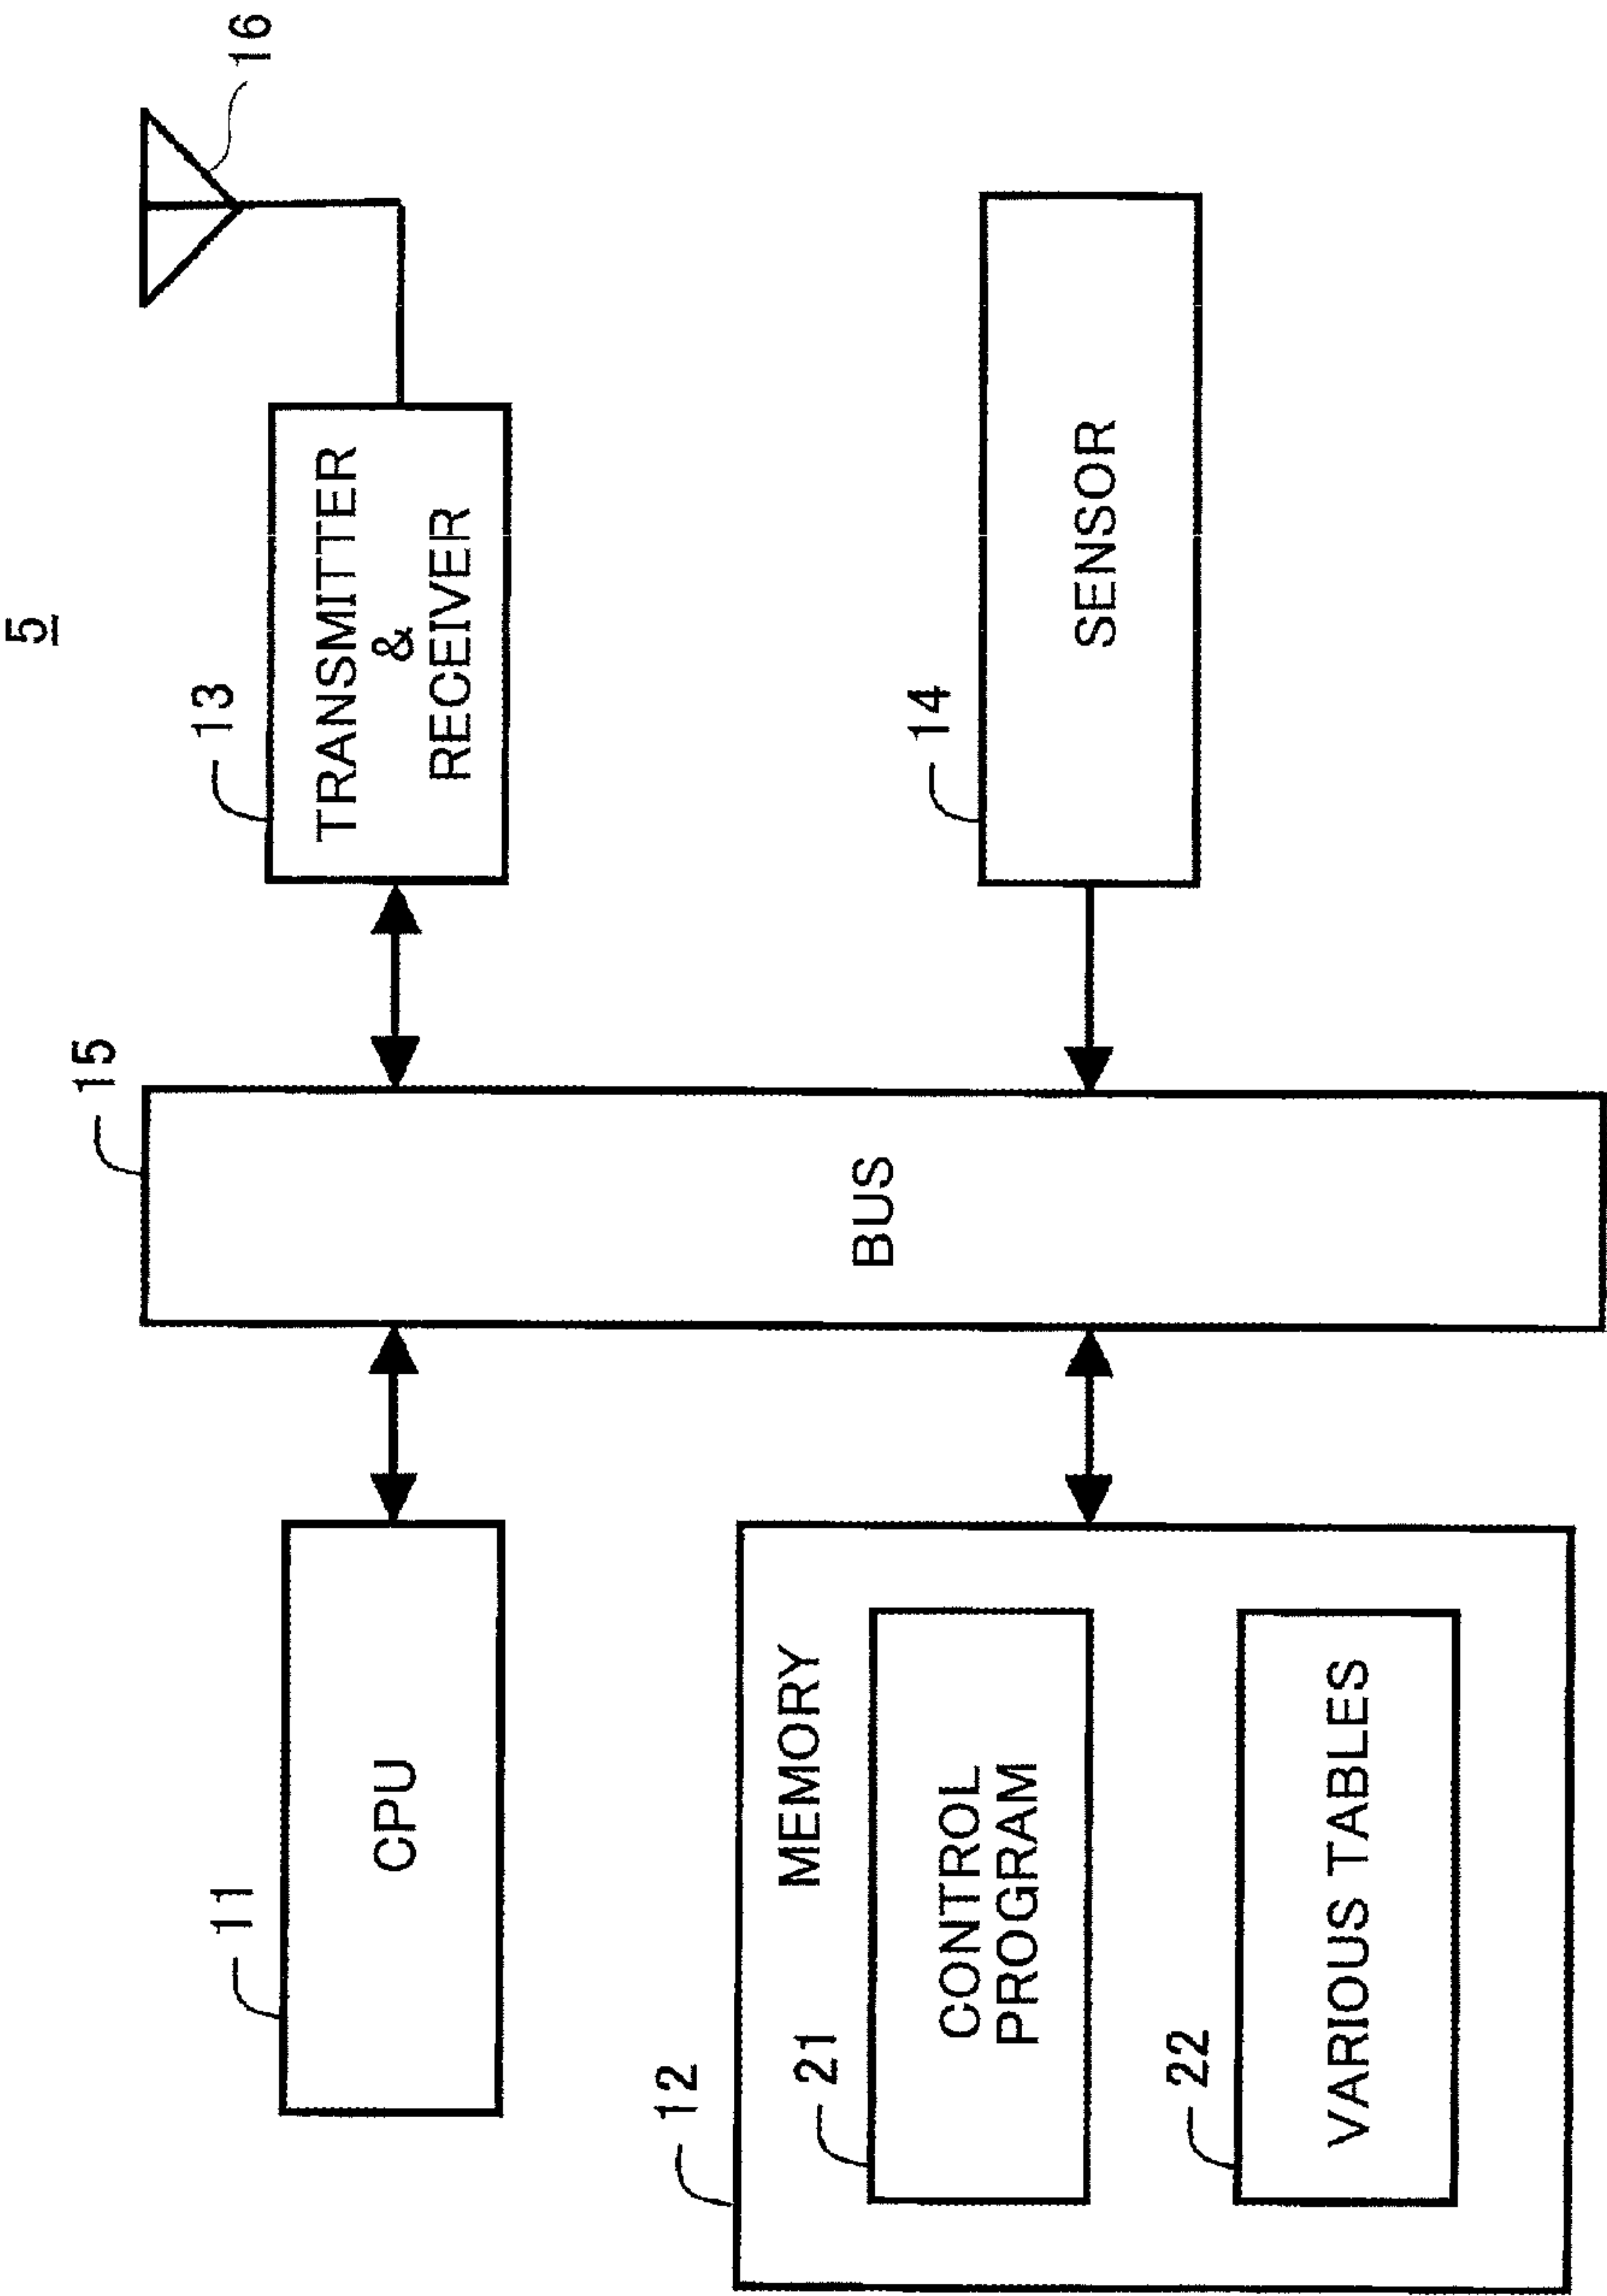 5
11
CPU
12
MEMORY
21
CONTROL
PROGRAM
22
VARIOUS TABLES
15
BUS
13
TRANSMITTER
&
RECEIVER
16
14
SENSOR